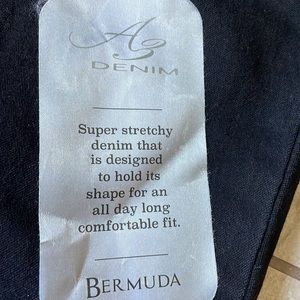 A3
DENIM
Super stretchy
denim that
is designed
to hold its
shape for an
all day long
comfortable fit.
BERMUDA